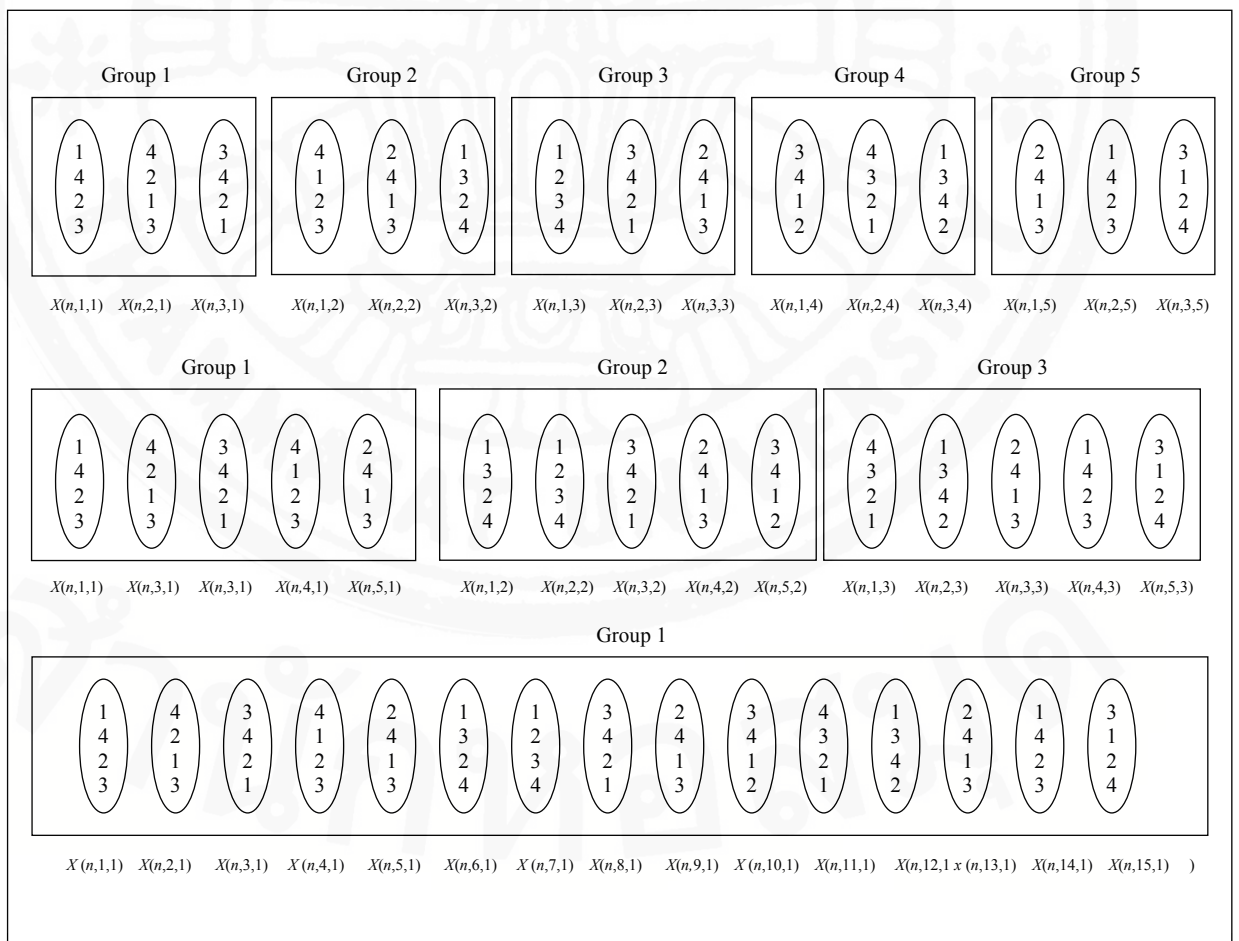 Group 1 Group 2 Group 3 Group 4 Group 5
1 4 3 4 2 1 1 3 2 3 4 1 2 1 3
4 2 4 1 4 3 2 4 4 4 3 3 4 4 1
2 1 2 2 1 2 3 2 1 1 2 4 1 2 2
3 3 1 3 3 4 4 1 3 2 1 2 3 3 4
X(n,1,1) X(n,2,1) X(n,3,1) X(n,1,2) X(n,2,2) X(n,3,2) X(n,1,3) X(n,2,3) X(n,3,3) X(n,1,4) X(n,2,4) X(n,3,4) X(n,1,5) X(n,2,5) X(n,3,5)
Group 1 Group 2 Group 3
1 4 3 4 2 1 1 3 2 3 4 1 2 1 3
4 2 4 1 4 3 2 4 4 4 3 3 4 4 1
2 1 2 2 1 2 3 2 1 1 2 4 1 2 2
3 3 1 3 3 4 4 1 3 2 1 2 3 3 4
X(n,1,1) X(n,3,1) X(n,3,1) X(n,4,1) X(n,5,1) X(n,1,2) X(n,2,2) X(n,3,2) X(n,4,2) X(n,5,2) X(n,1,3) X(n,2,3) X(n,3,3) X(n,4,3) X(n,5,3)
Group 1
1 4 3 4 2 1 1 3 2 3 4 1 2 1 3
4 2 4 1 4 3 2 4 4 4 3 3 4 4 1
2 1 2 2 1 2 3 2 1 1 2 4 1 2 2
3 3 1 3 3 4 4 1 3 2 1 2 3 3 4
X (n,1,1) X(n,2,1) X(n,3,1) X (n,4,1) X(n,5,1) X(n,6,1) X (n,7,1) X(n,8,1) X(n,9,1) X (n,10,1) X(n,11,1) X(n,12,1 x (n,13,1) X(n,14,1) X(n,15,1) )